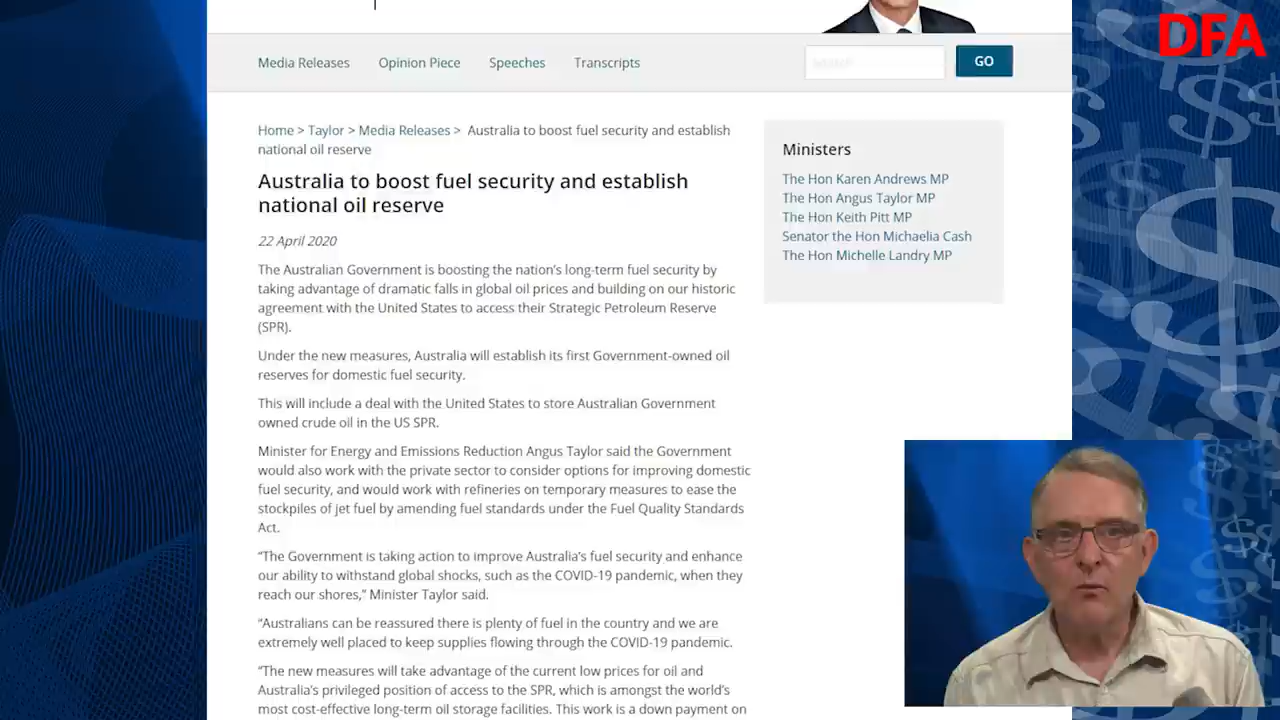 DFA
Media Releases
Opinion Piece
Speeches
Transcripts
Search
GO
Home > Taylor > Media Releases > Australia to boost fuel security and establish
national oil reserve
Australia to boost fuel security and establish
national oil reserve
22 April 2020
The Australian Government is boosting the nation's long-term fuel security by
taking advantage of dramatic falls in global oil prices and building on our historic
agreement with the United States to access their Strategic Petroleum Reserve
(SPR).
Under the new measures, Australia will establish its first Government-owned oil
reserves for domestic fuel security.
This will include a deal with the United States to store Australian Government
owned crude oil in the US SPR.
Minister for Energy and Emissions Reduction Angus Taylor said the Government
would also work with the private sector to consider options for improving domestic
fuel security, and would work with refineries on temporary measures to ease the
stockpiles of jet fuel by amending fuel standards under the Fuel Quality Standards
Act.
“The Government is taking action to improve Australia's fuel security and enhance
our ability to withstand global shocks, such as the COVID-19 pandemic, when they
reach our shores,” Minister Taylor said.
“Australians can be reassured there is plenty of fuel in the country and we are
extremely well placed to keep supplies flowing through the COVID-19 pandemic.
“The new measures will take advantage of the current low prices for oil and
Australia's privileged position of access to the SPR, which is amongst the world's
most cost-effective long-term oil storage facilities. This work is a down payment on
Ministers
The Hon Karen Andrews MP
The Hon Angus Taylor MP
The Hon Keith Pitt MP
Senator the Hon Michaelia Cash
The Hon Michelle Landry MP